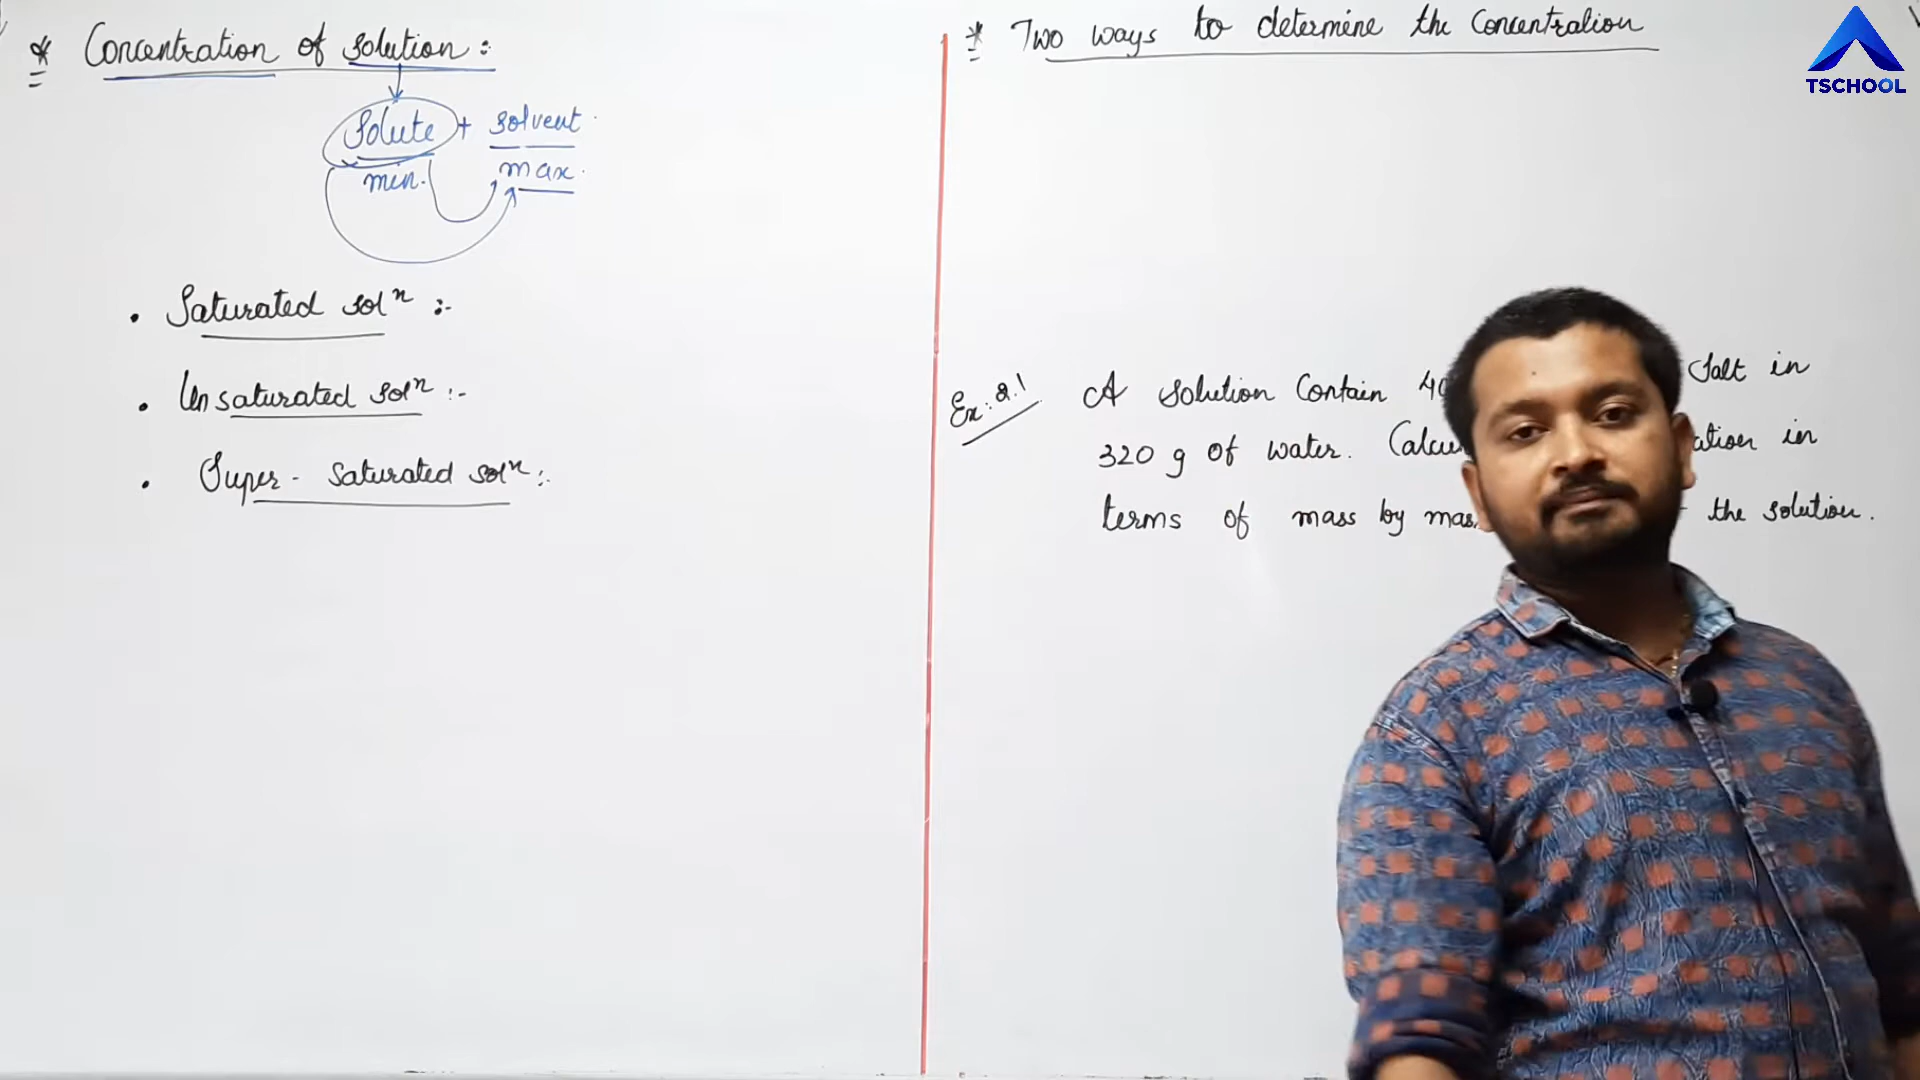 * Concentration of solution :
Solute + solvent
min. max.
• Saturated solⁿ :-
• Unsaturated solⁿ :-
• Super - saturated solⁿ :-
* Two ways to determine the Concentration
Ex: 2.1 A solution Contain 40 Salt in
320 g of water. in
terms of mass by the solution.
TSCHOOL